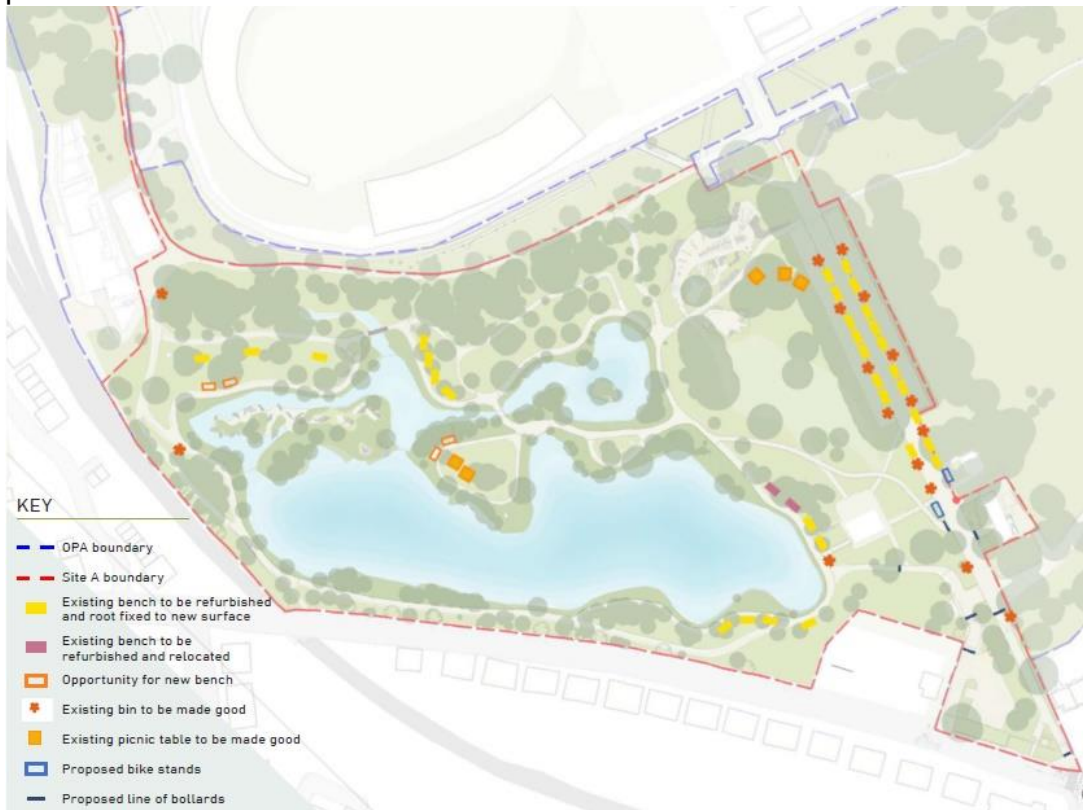 KEY
OPA boundary
Site A boundary
Existing bench to be refurbished
and root fixed to new surface
Existing bench to be
refurbished and relocated
Opportunity for new bench
Existing bin to be made good
Existing picnic table to be made good
Proposed bike stands
Proposed line of bollards